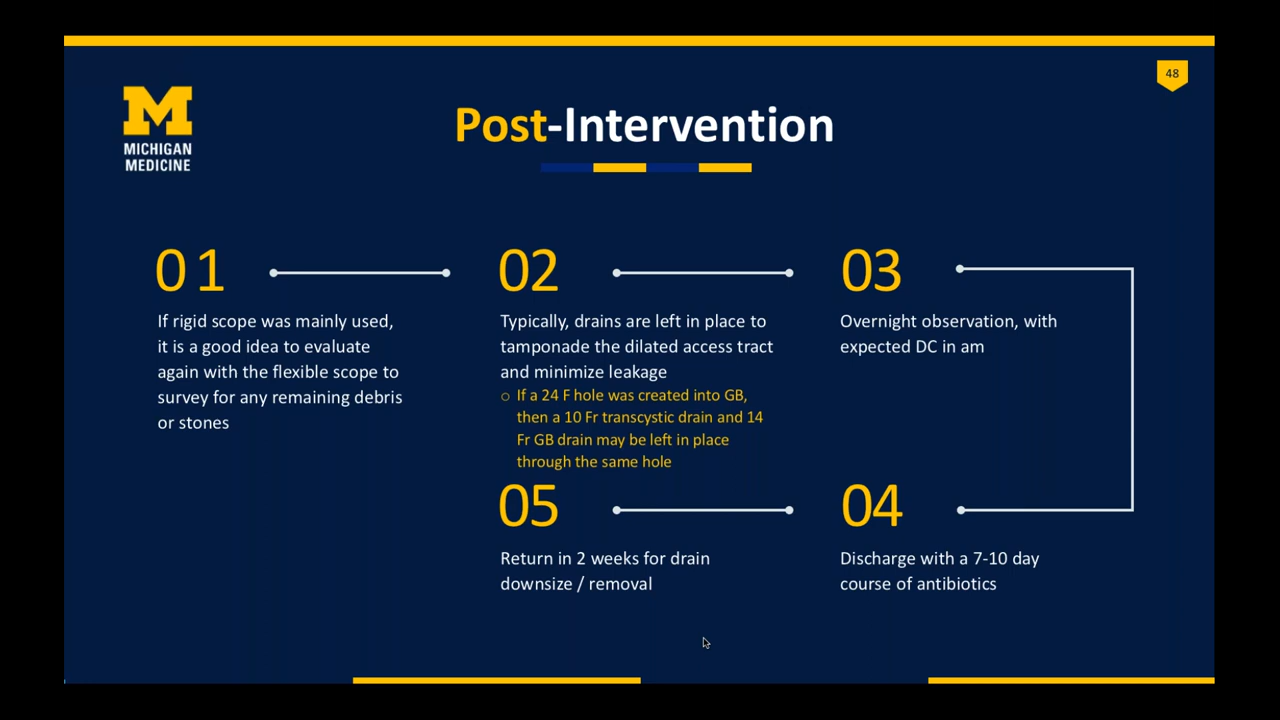 48
MICHIGAN
MEDICINE
Post-Intervention
01
If rigid scope was mainly used,
it is a good idea to evaluate
again with the flexible scope to
survey for any remaining debris
or stones
02
Typically, drains are left in place to
tamponade the dilated access tract
and minimize leakage
○ If a 24 F hole was created into GB,
then a 10 Fr transcystic drain and 14
Fr GB drain may be left in place
through the same hole
03
Overnight observation, with
expected DC in am
04
Discharge with a 7-10 day
course of antibiotics
05
Return in 2 weeks for drain
downsize / removal